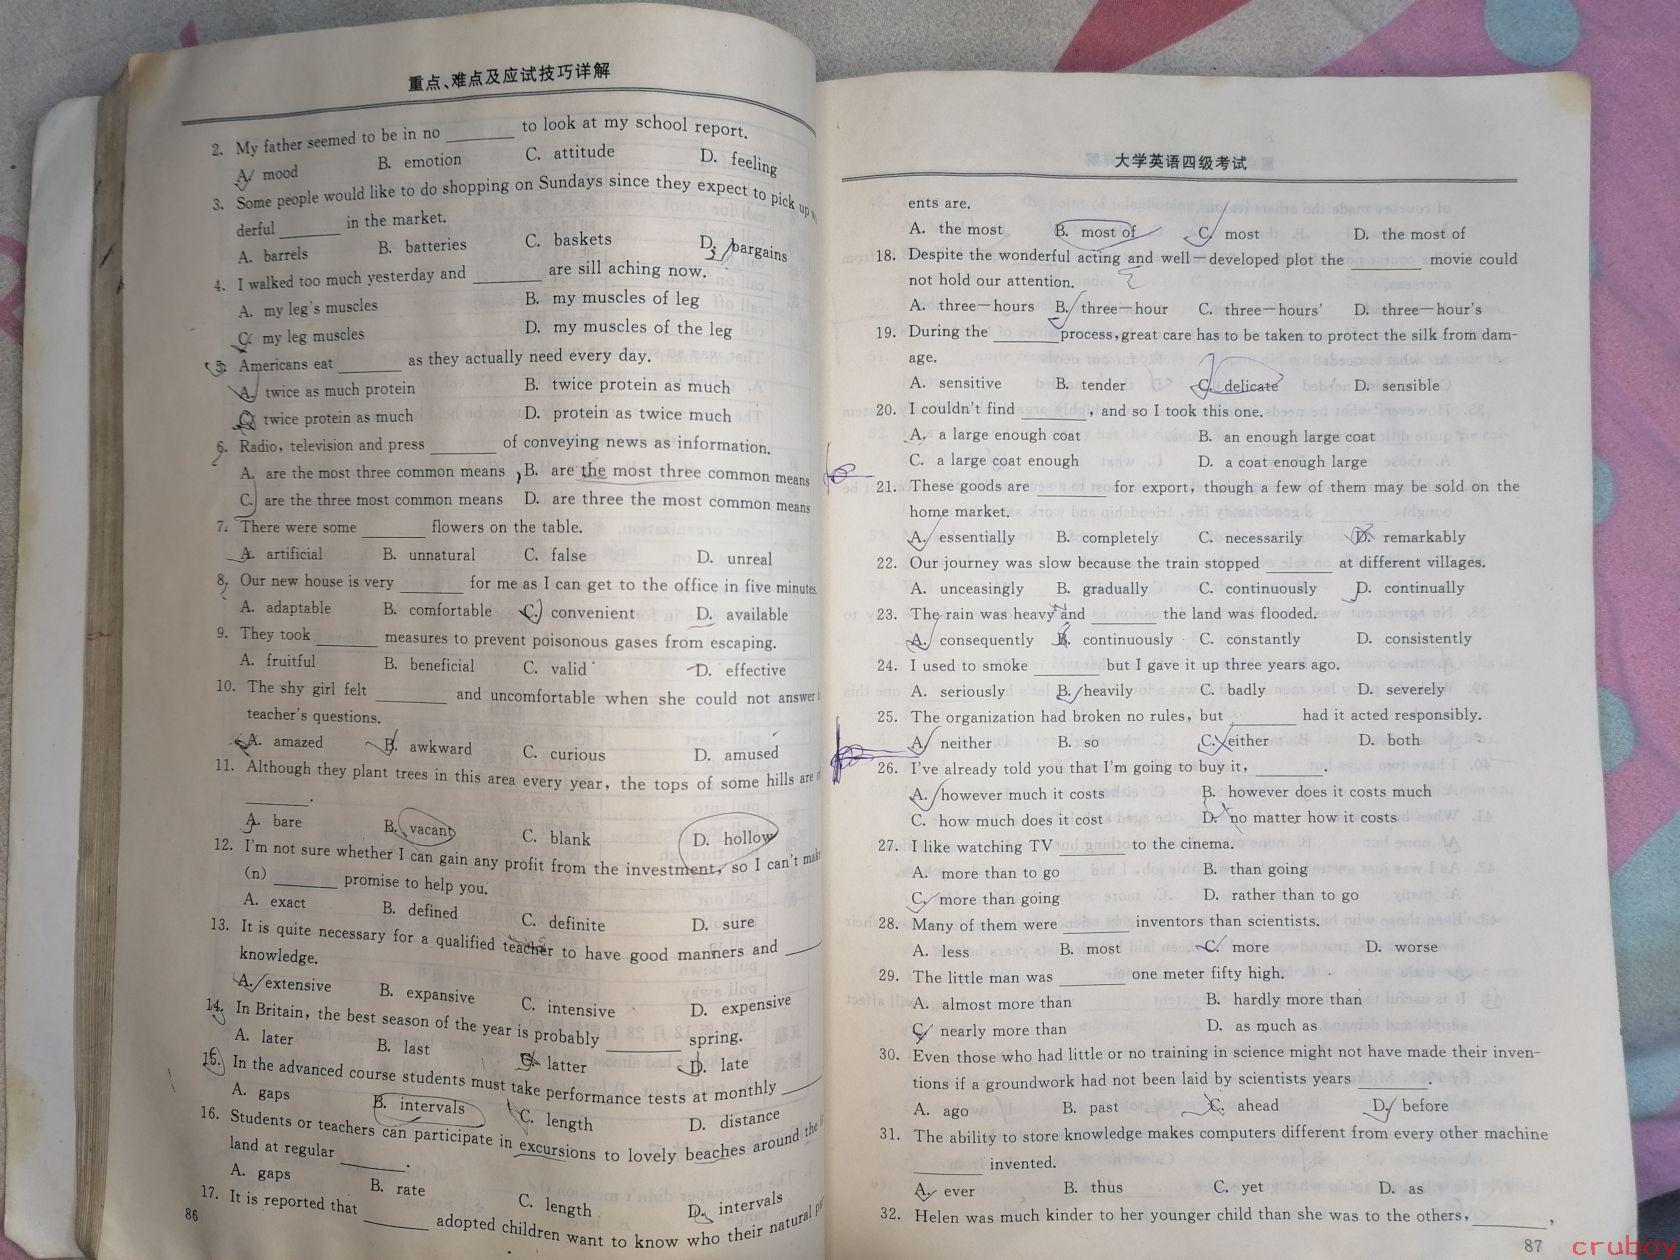 重点、难点及应试技巧详解
2. My father seemed to be in no ______ to look at my school report.
A. mood B. emotion C. attitude D. feeling
3. Some people would like to do shopping on Sundays since they expect to pick up
derful ______ in the market.
A. barrels B. batteries C. baskets D. bargains
4. I walked too much yesterday and ______ are sill aching now.
A. my leg's muscles B. my muscles of leg
C. my leg muscles D. my muscles of the leg
5. Americans eat ______ as they actually need every day.
A. twice as much protein B. twice protein as much
C. twice protein as much D. protein as twice much
6. Radio, television and press ______ of conveying news as information.
A. are the most three common means B. are the most three common means
C. are the three most common means D. are three the most common means
7. There were some ______ flowers on the table.
A. artificial B. unnatural C. false D. unreal
8. Our new house is very ______ for me as I can get to the office in five minutes
A. adaptable B. comfortable C. convenient D. available
9. They took ______ measures to prevent poisonous gases from escaping.
A. fruitful B. beneficial C. valid D. effective
10. The shy girl felt ______ and uncomfortable when she could not answer
teacher's questions.
A. amazed B. awkward C. curious D. amused
11. Although they plant trees in this area every year, the tops of some hills are
______.
A. bare B. vacant C. blank D. hollow
12. I'm not sure whether I can gain any profit from the investment, so I can't
(n) ______ promise to help you.
A. exact B. defined C. definite D. sure
13. It is quite necessary for a qualified teacher to have good manners and ______
knowledge.
A. extensive B. expansive C. intensive D. expensive
14. In Britain, the best season of the year is probably ______ spring.
A. later B. last C. latter D. late
15. In the advanced course students must take performance tests at monthly ______
A. gaps B. intervals C. length D. distance
16. Students or teachers can participate in excursions to lovely beaches around the
land at regular ______.
A. gaps B. rate C. length D. intervals
17. It is reported that ______ adopted children want to know who their natural
86
大学英语四级考试
ents are.
A. the most B. most of C. most D. the most of
18. Despite the wonderful acting and well—developed plot the ______ movie could
not hold our attention.
A. three—hours B. three—hour C. three—hours' D. three—hour's
19. During the ______ process, great care has to be taken to protect the silk from dam-
age.
A. sensitive B. tender C. delicate D. sensible
20. I couldn't find ______, and so I took this one.
A. a large enough coat B. an enough large coat
C. a large coat enough D. a coat enough large
21. These goods are ______ for export, though a few of them may be sold on the
home market.
A. essentially B. completely C. necessarily D. remarkably
22. Our journey was slow because the train stopped ______ at different villages.
A. unceasingly B. gradually C. continuously D. continually
23. The rain was heavy and ______ the land was flooded.
A. consequently B. continuously C. constantly D. consistently
24. I used to smoke ______ but I gave it up three years ago.
A. seriously B. heavily C. badly D. severely
25. The organization had broken no rules, but ______ had it acted responsibly.
A. neither B. so C. either D. both
26. I've already told you that I'm going to buy it, ______.
A. however much it costs B. however does it costs much
C. how much does it cost D. no matter how it costs
27. I like watching TV ______ to the cinema.
A. more than to go B. than going
C. more than going D. rather than to go
28. Many of them were ______ inventors than scientists.
A. less B. most C. more D. worse
29. The little man was ______ one meter fifty high.
A. almost more than B. hardly more than
C. nearly more than D. as much as
30. Even those who had little or no training in science might not have made their inven-
tions if a groundwork had not been laid by scientists years ______.
A. ago B. past C. ahead D. before
31. The ability to store knowledge makes computers different from every other machine
______ invented.
A. ever B. thus C. yet D. as
32. Helen was much kinder to her younger child than she was to the others, ______,
87
cruboy